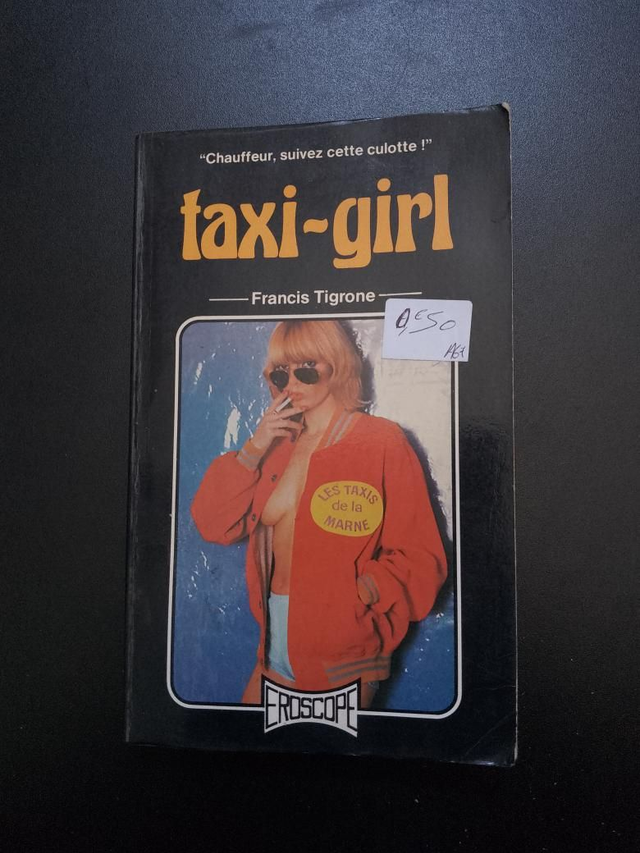 “Chauffeur, suivez cette culotte !”
taxi-girl
Francis Tigrone
0,€50
LES TAXIS
de la
MARNE
EROSCOPE